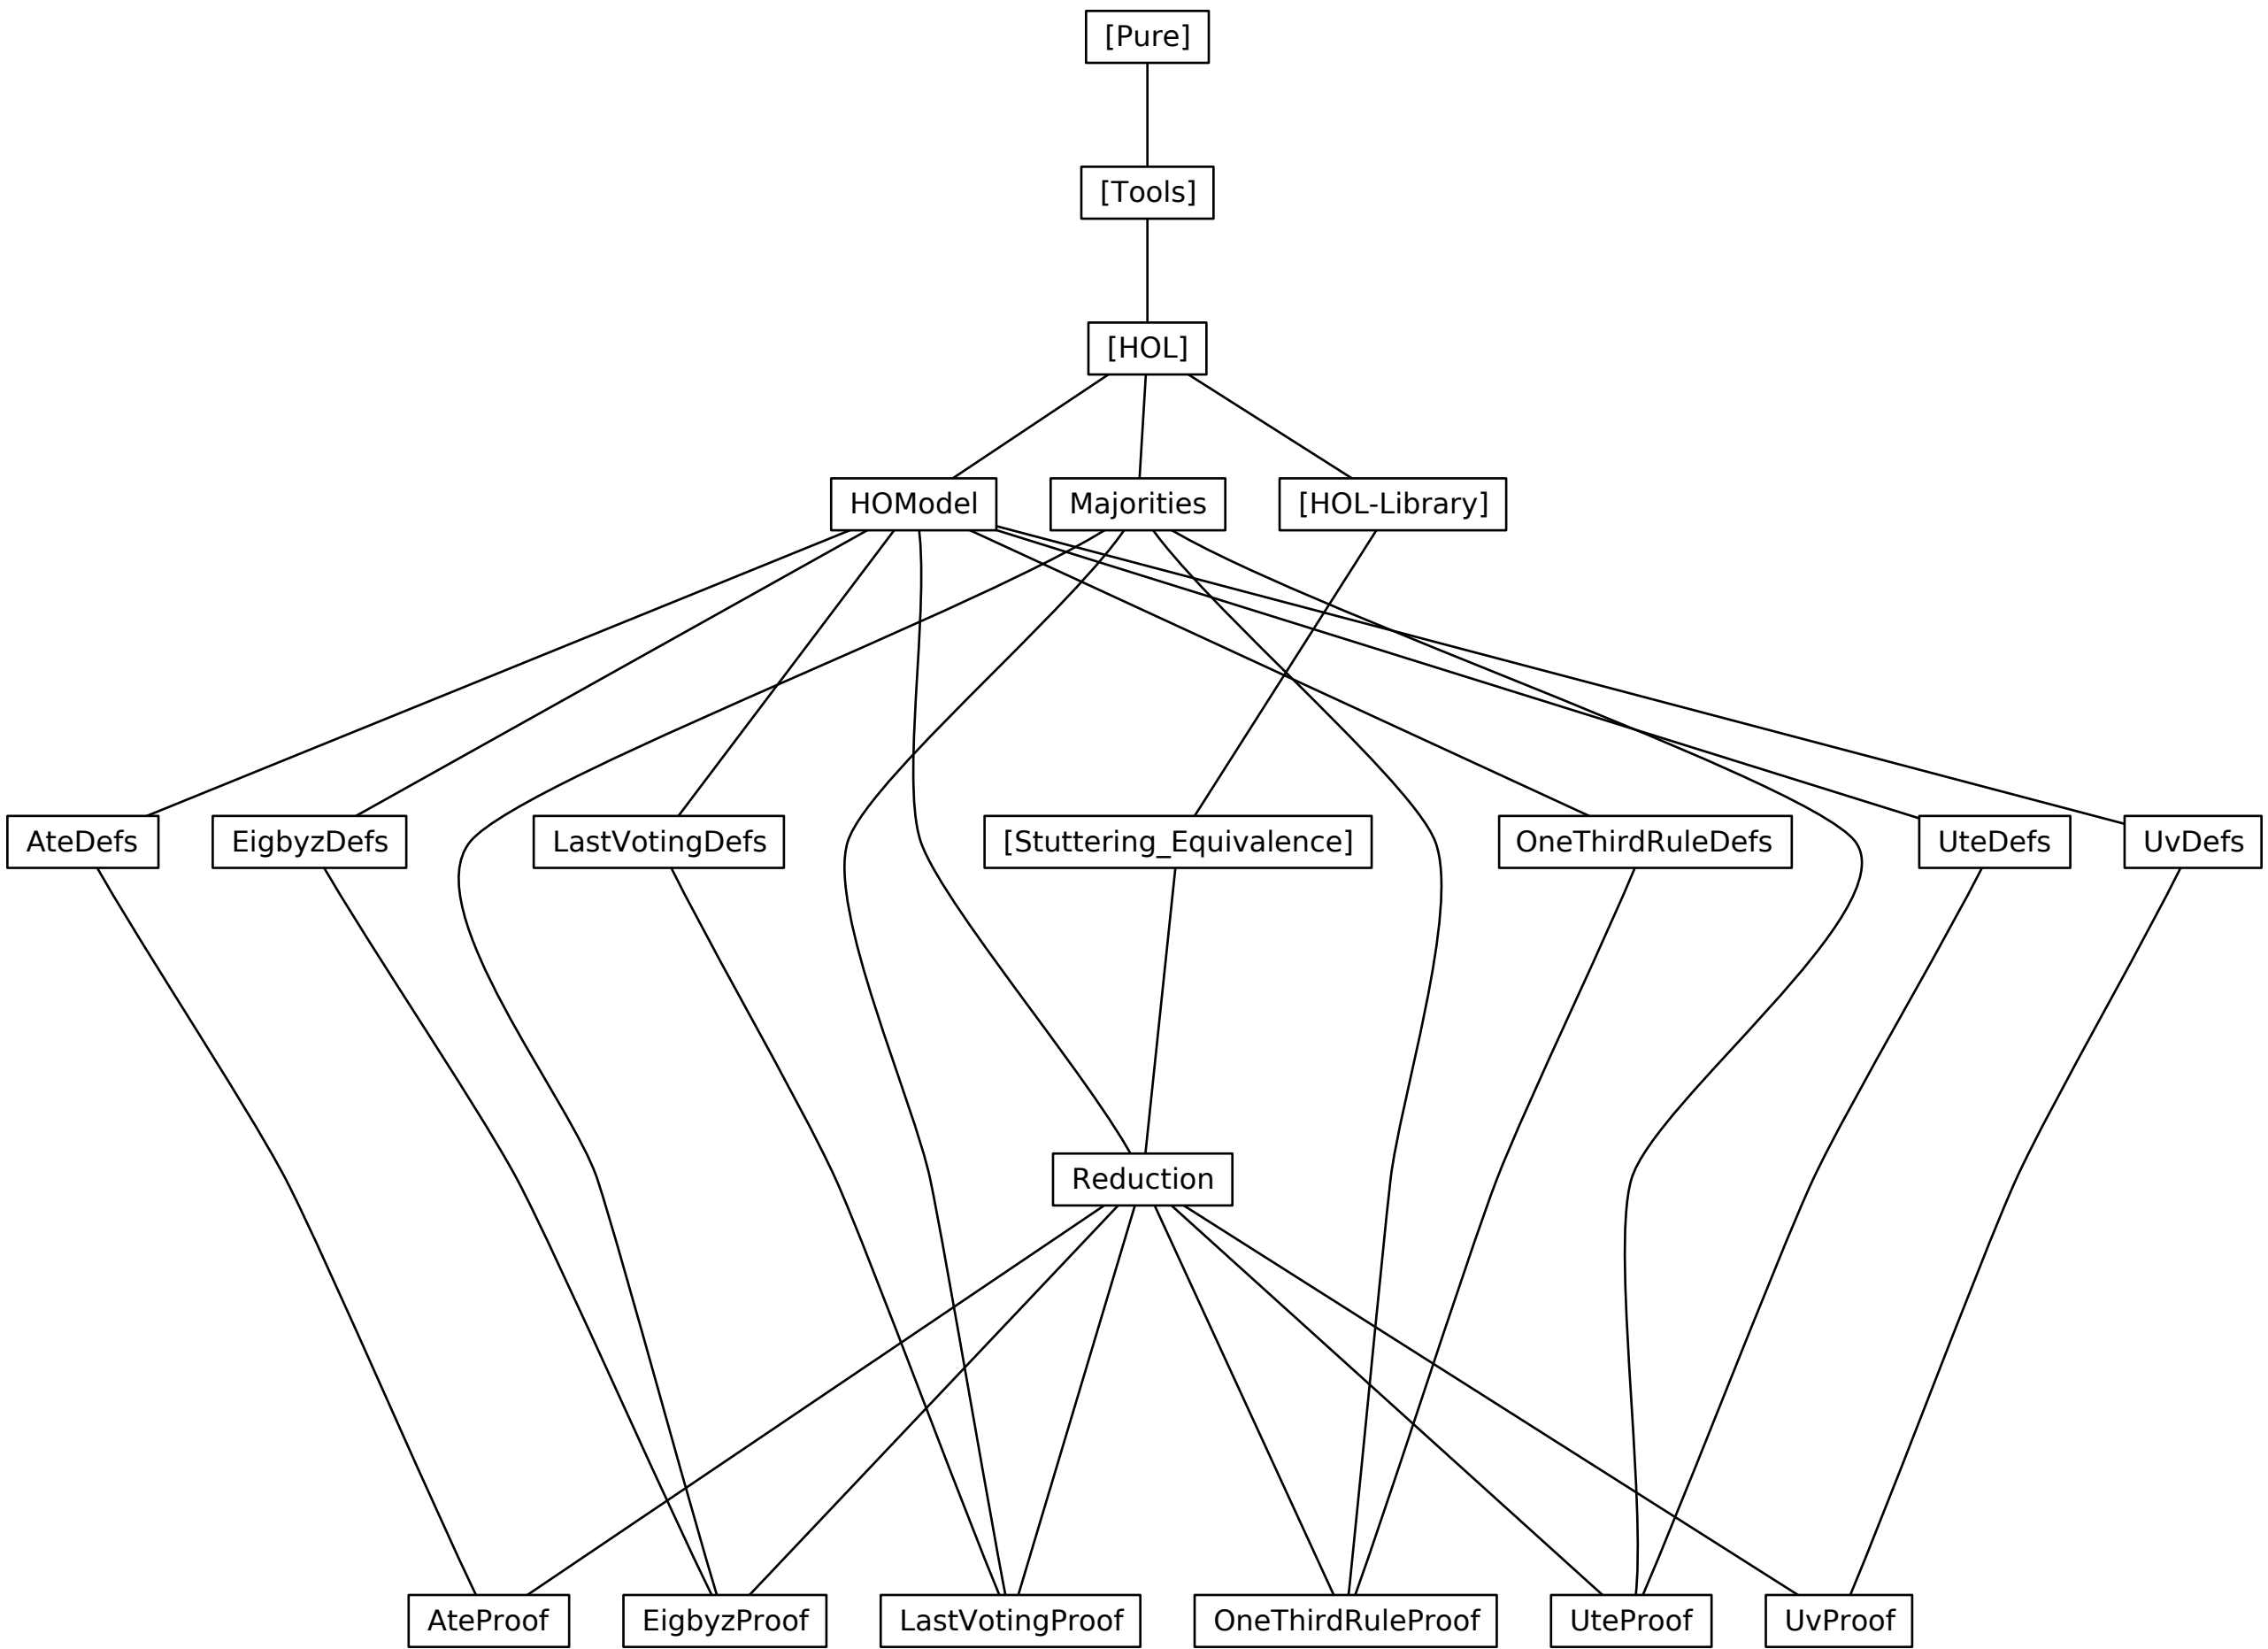 [Pure]
[Tools]
[HOL]
HOModel
Majorities
[HOL-Library]
AteDefs
EigbyzDefs
LastVotingDefs
[Stuttering_Equivalence]
OneThirdRuleDefs
UteDefs
UvDefs
Reduction
AteProof
EigbyzProof
LastVotingProof
OneThirdRuleProof
UteProof
UvProof